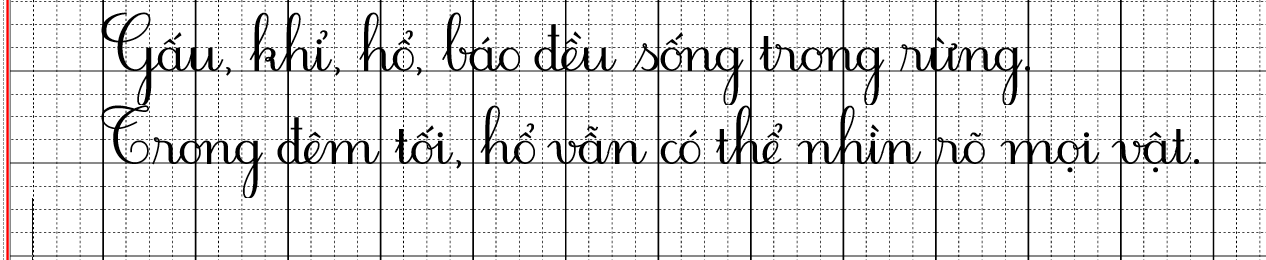 Gấu, khỉ, hổ, báo đều sống trong rừng.
Trong đêm tối, hổ vẫn có thể nhìn rõ mọi vật.